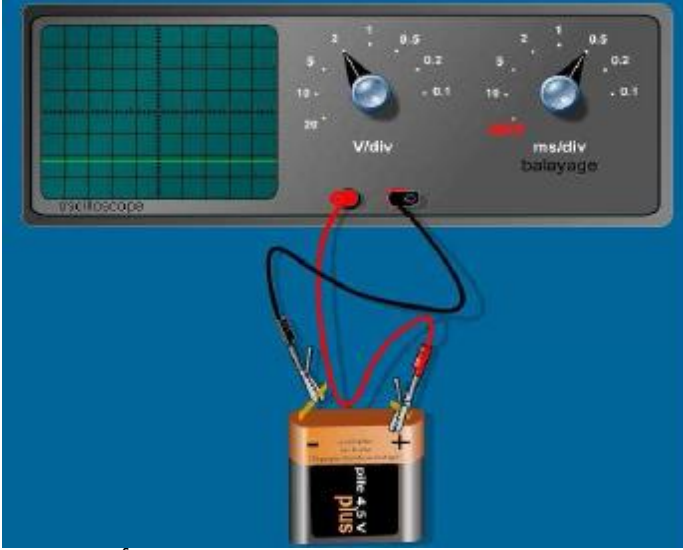 2 1 0.5
5 0.2
10 0.1
20
V/div
2 1 0.5
5 0.2
10 0.1
ms/div
balayage
oscilloscope
- +
pile 4,5 V
plus